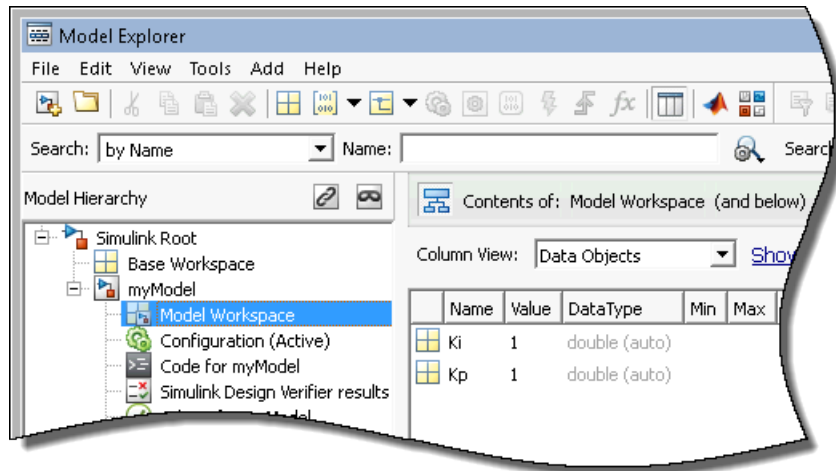 Model Explorer
File Edit View Tools Add Help
fx
Search: by Name Name: Search
Model Hierarchy
Contents of: Model Workspace (and below)
Simulink Root
Base Workspace
myModel
Model Workspace
Configuration (Active)
Code for myModel
Simulink Design Verifier results
Column View: Data Objects Show
Name Value DataType Min Max
Ki 1 double (auto)
Kp 1 double (auto)